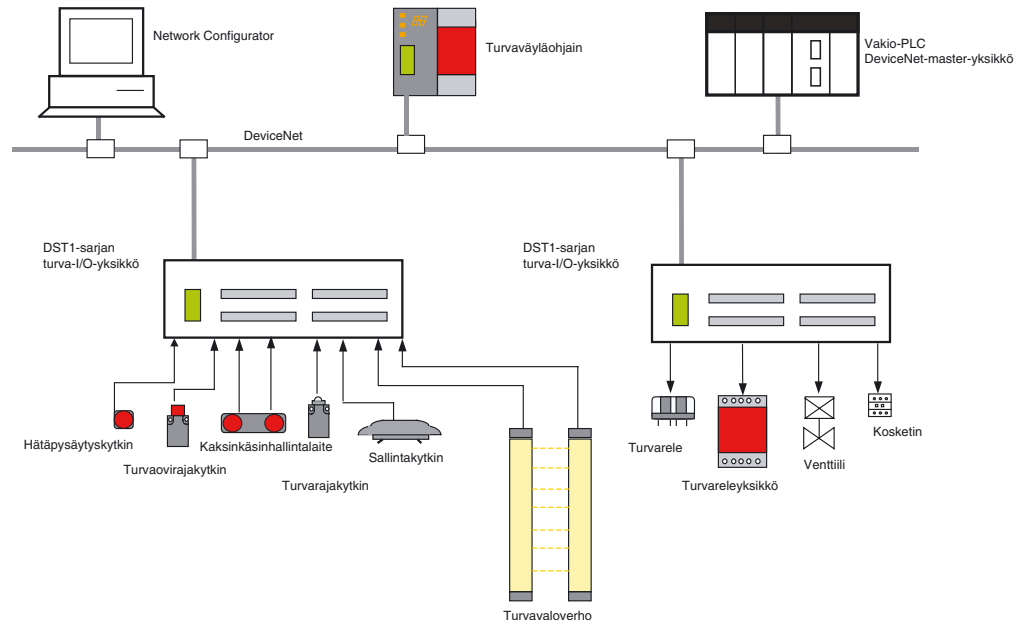 Network Configurator
Turvaväyläohjain
Vakio-PLC
DeviceNet-master-yksikkö
DeviceNet
DST1-sarjan
turva-I/O-yksikkö
DST1-sarjan
turva-I/O-yksikkö
Hätäpysäytyskytkin
Turvaovirajakytkin
Kaksinkäsinhallintalaite
Turvarajakytkin
Sallintakytkin
Turvavaloverho
Turvarele
Turvareleyksikkö
Venttiili
Kosketin